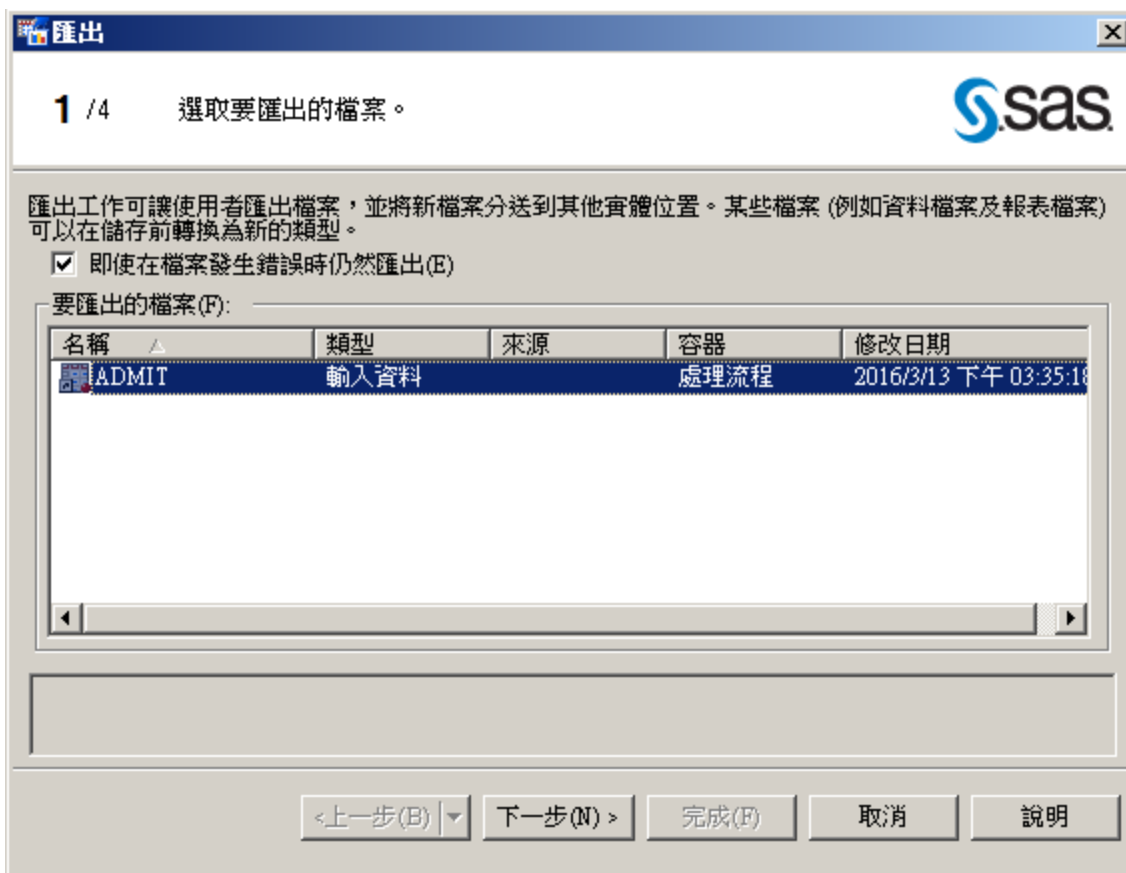 匯出
1 /4 選取要匯出的檔案。
sas
匯出工作可讓使用者匯出檔案，並將新檔案分送到其他實體位置。某些檔案 (例如資料檔案及報表檔案)
可以在儲存前轉換為新的類型。
即使在檔案發生錯誤時仍然匯出(E)
要匯出的檔案(F):
名稱 類型 來源 容器 修改日期
ADMIT 輸入資料 處理流程 2016/3/13 下午 03:35:18
<上一步(B) 下一步(N) > 完成(F) 取消 說明